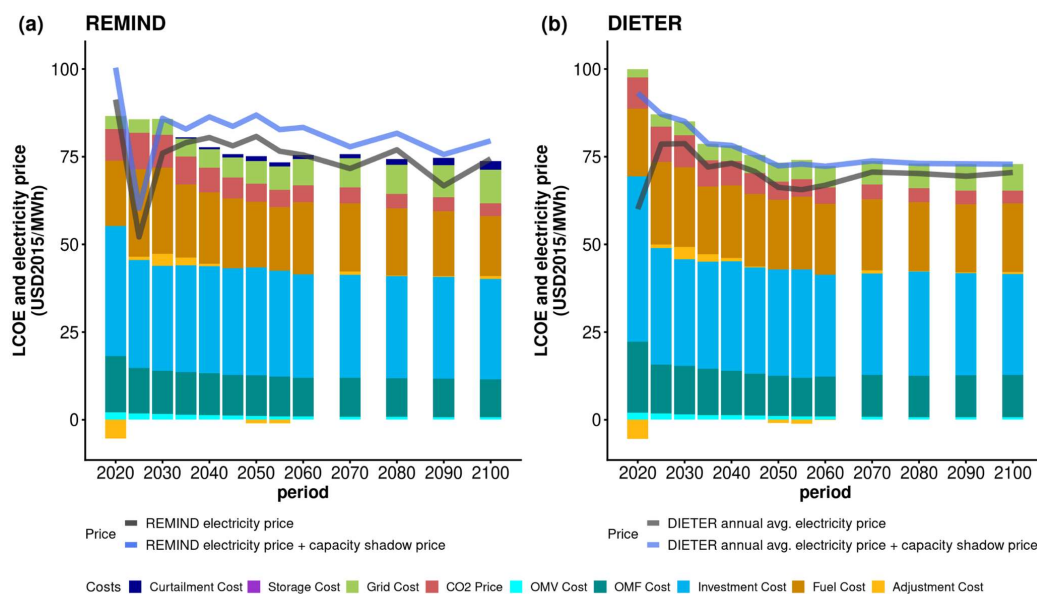 (a) REMIND
LCOE and electricity price
(USD2015/MWh)
100
75
50
25
0
2020 2030 2040 2050 2060 2070 2080 2090 2100
period
Price
REMIND electricity price
REMIND electricity price + capacity shadow price
(b) DIETER
LCOE and electricity price
(USD2015/MWh)
100
75
50
25
0
2020 2030 2040 2050 2060 2070 2080 2090 2100
period
Price
DIETER annual avg. electricity price
DIETER annual avg. electricity price + capacity shadow price
Costs Curtailment Cost Storage Cost Grid Cost CO2 Price OMV Cost OMF Cost Investment Cost Fuel Cost Adjustment Cost